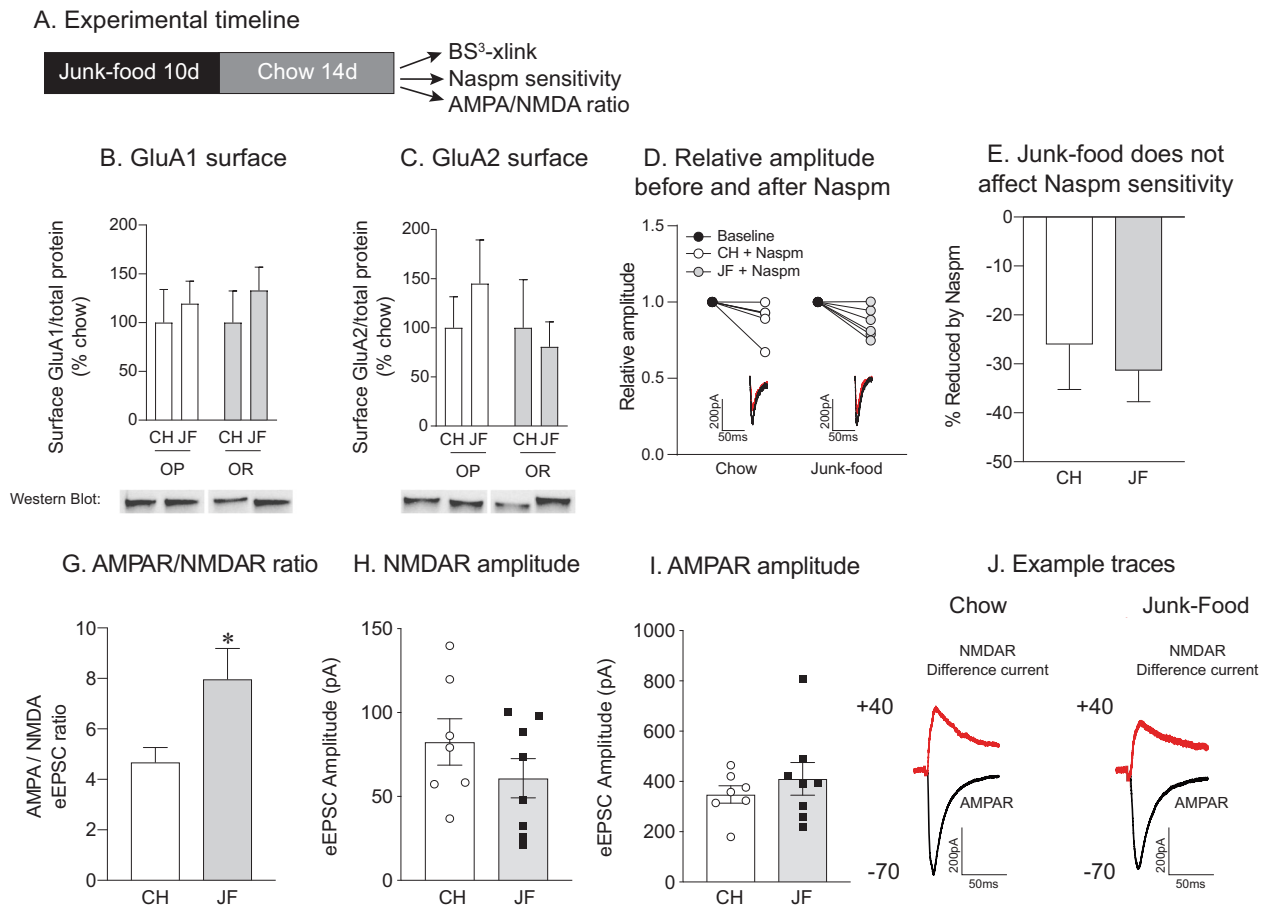 A. Experimental timeline
Junk-food 10d
Chow 14d
BS³-xlink
Naspm sensitivity
AMPA/NMDA ratio
B. GluA1 surface
Surface GluA1/total protein
(% chow)
200
150
100
50
0
CH JF
CH JF
OP
OR
Western Blot:
C. GluA2 surface
Surface GluA2/total protein
(% chow)
200
150
100
50
0
CH JF
CH JF
OP
OR
D. Relative amplitude
before and after Naspm
Relative amplitude
1.5
1.0
0.5
0.0
Baseline
CH + Naspm
JF + Naspm
200pA
50ms
200pA
50ms
Chow
Junk-food
E. Junk-food does not
affect Naspm sensitivity
% Reduced by Naspm
0
-10
-20
-30
-40
-50
CH
JF
G. AMPAR/NMDAR ratio
AMPA / NMDA
eEPSC ratio
10
8
6
4
2
0
*
CH
JF
H. NMDAR amplitude
eEPSC Amplitude (pA)
150
100
50
0
CH
JF
I. AMPAR amplitude
eEPSC Amplitude (pA)
1000
800
600
400
200
0
CH
JF
J. Example traces
Chow
NMDAR
Difference current
+40
AMPAR
-70
200pA
50ms
Junk-Food
NMDAR
Difference current
+40
AMPAR
-70
200pA
50ms